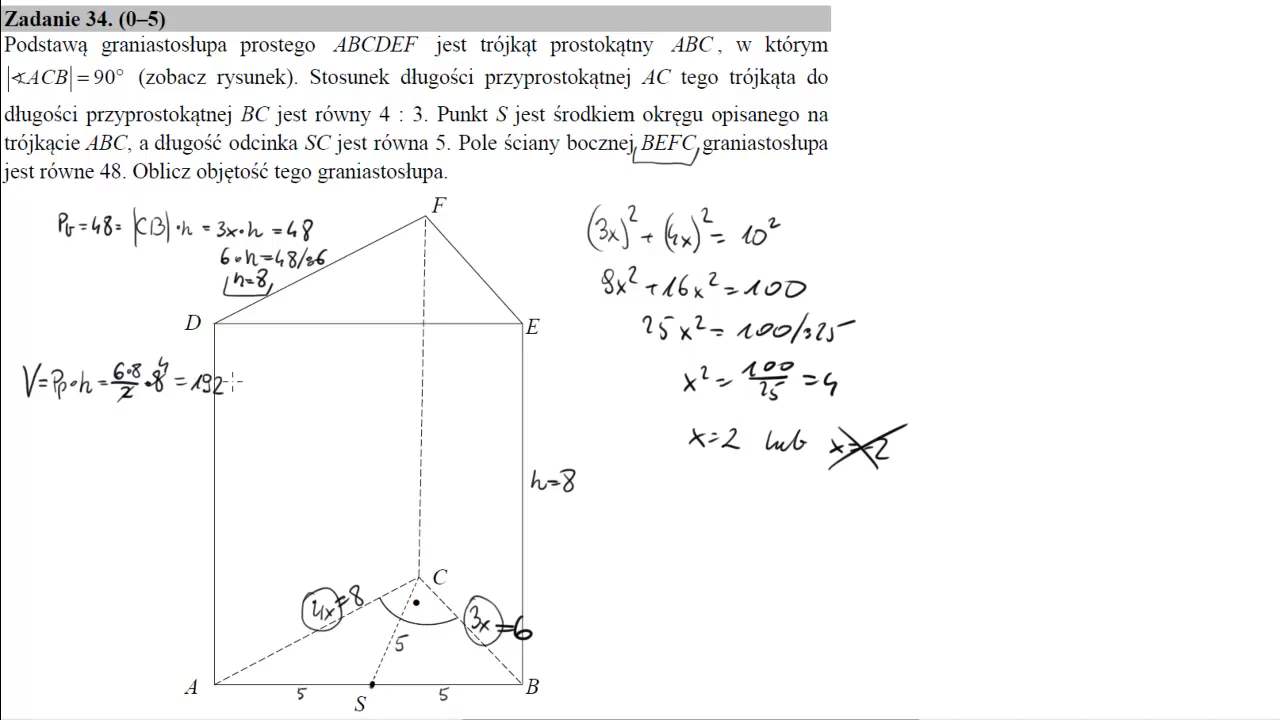 Zadanie 34. (0–5)
Podstawą graniastosłupa prostego ABCDEF jest trójkąt prostokątny ABC, w którym
|∢ACB| = 90° (zobacz rysunek). Stosunek długości przyprostokątnej AC tego trójkąta do
długości przyprostokątnej BC jest równy 4 : 3. Punkt S jest środkiem okręgu opisanego na
trójkącie ABC, a długość odcinka SC jest równa 5. Pole ściany bocznej BEFC graniastosłupa
jest równe 48. Oblicz objętość tego graniastosłupa.
F
Pb = 48 = |CB| · h = 3x · h = 48
6 · h = 48 /:6
h = 8
D
E
V = Pp · h = 6·8/2 · 8 4 = 192
h = 8
C
4x = 8
3x = 6
5
A
5
S
5
B
(3x)² + (4x)² = 10²
9x² + 16x² = 100
25x² = 100 /:25
x² = 100/25 = 4
x = 2 lub x = -2